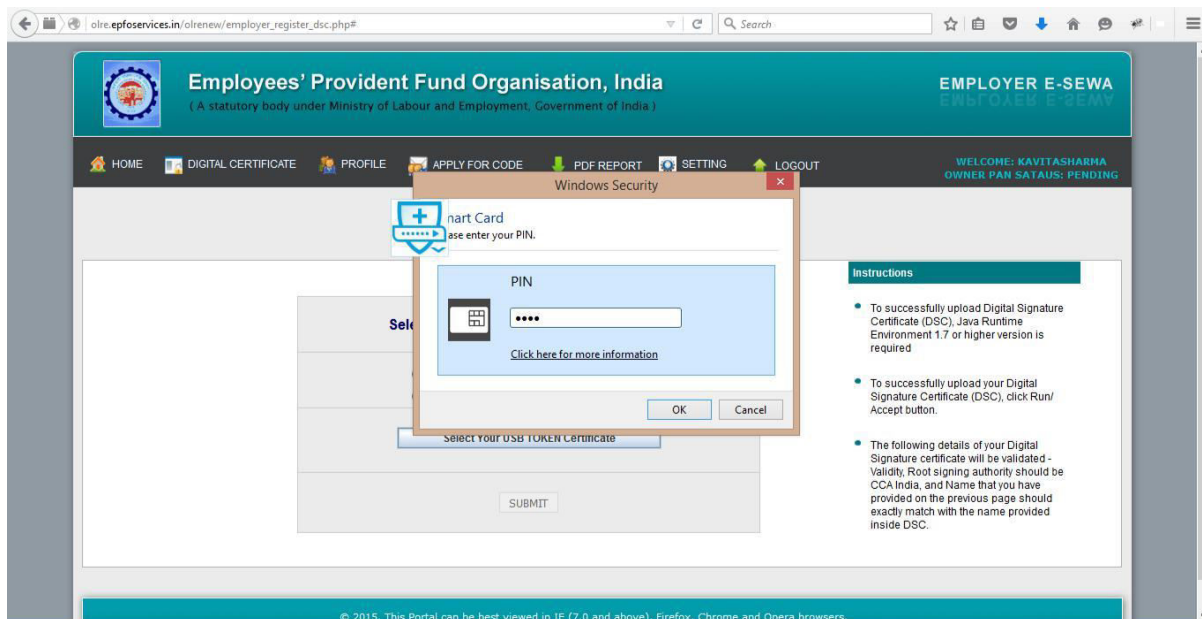 olre.epfoservices.in/olrenew/employer_register_dsc.php#
Search
Employees' Provident Fund Organisation, India
( A statutory body under Ministry of Labour and Employment, Government of India )
EMPLOYER E-SEWA
HOME DIGITAL CERTIFICATE PROFILE APPLY FOR CODE PDF REPORT SETTING LOGOUT
WELCOME: KAVITASHARMA
OWNER PAN SATAUS: PENDING
Windows Security
mart Card
ase enter your PIN.
PIN
••••
Click here for more information
OK Cancel
Sele
Select Your USB TOKEN Certificate
SUBMIT
Instructions
To successfully upload Digital Signature
Certificate (DSC), Java Runtime
Environment 1.7 or higher version is
required
To successfully upload your Digital
Signature Certificate (DSC), click Run/
Accept button.
The following details of your Digital
Signature certificate will be validated -
Validity, Root signing authority should be
CCA India, and Name that you have
provided on the previous page should
exactly match with the name provided
inside DSC.
© 2015. This Portal can be best viewed in IE (7.0 and above), Firefox, Chrome and Opera browsers